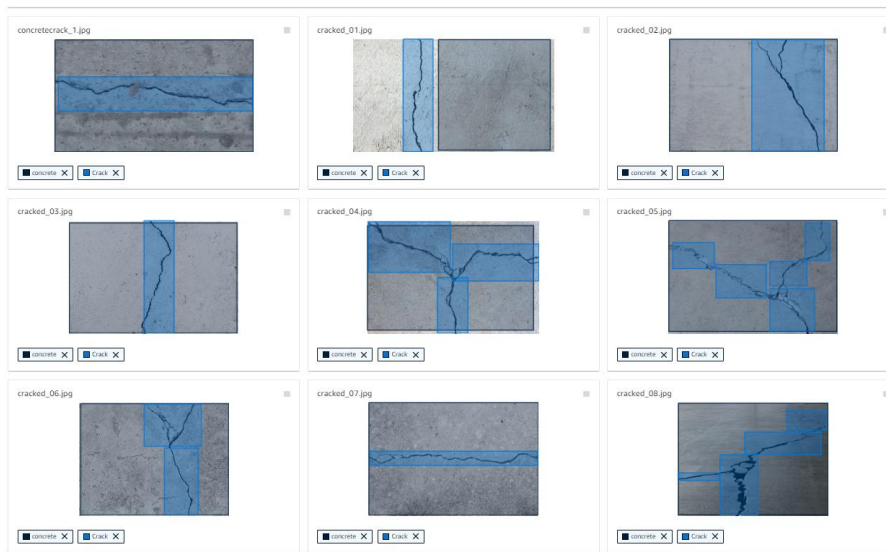 concretecrack_1.jpg
cracked_01.jpg
cracked_02.jpg
concrete Crack
concrete Crack
concrete Crack
cracked_03.jpg
cracked_04.jpg
cracked_05.jpg
concrete Crack
concrete Crack
concrete Crack
cracked_06.jpg
cracked_07.jpg
cracked_08.jpg
concrete Crack
concrete Crack
concrete Crack